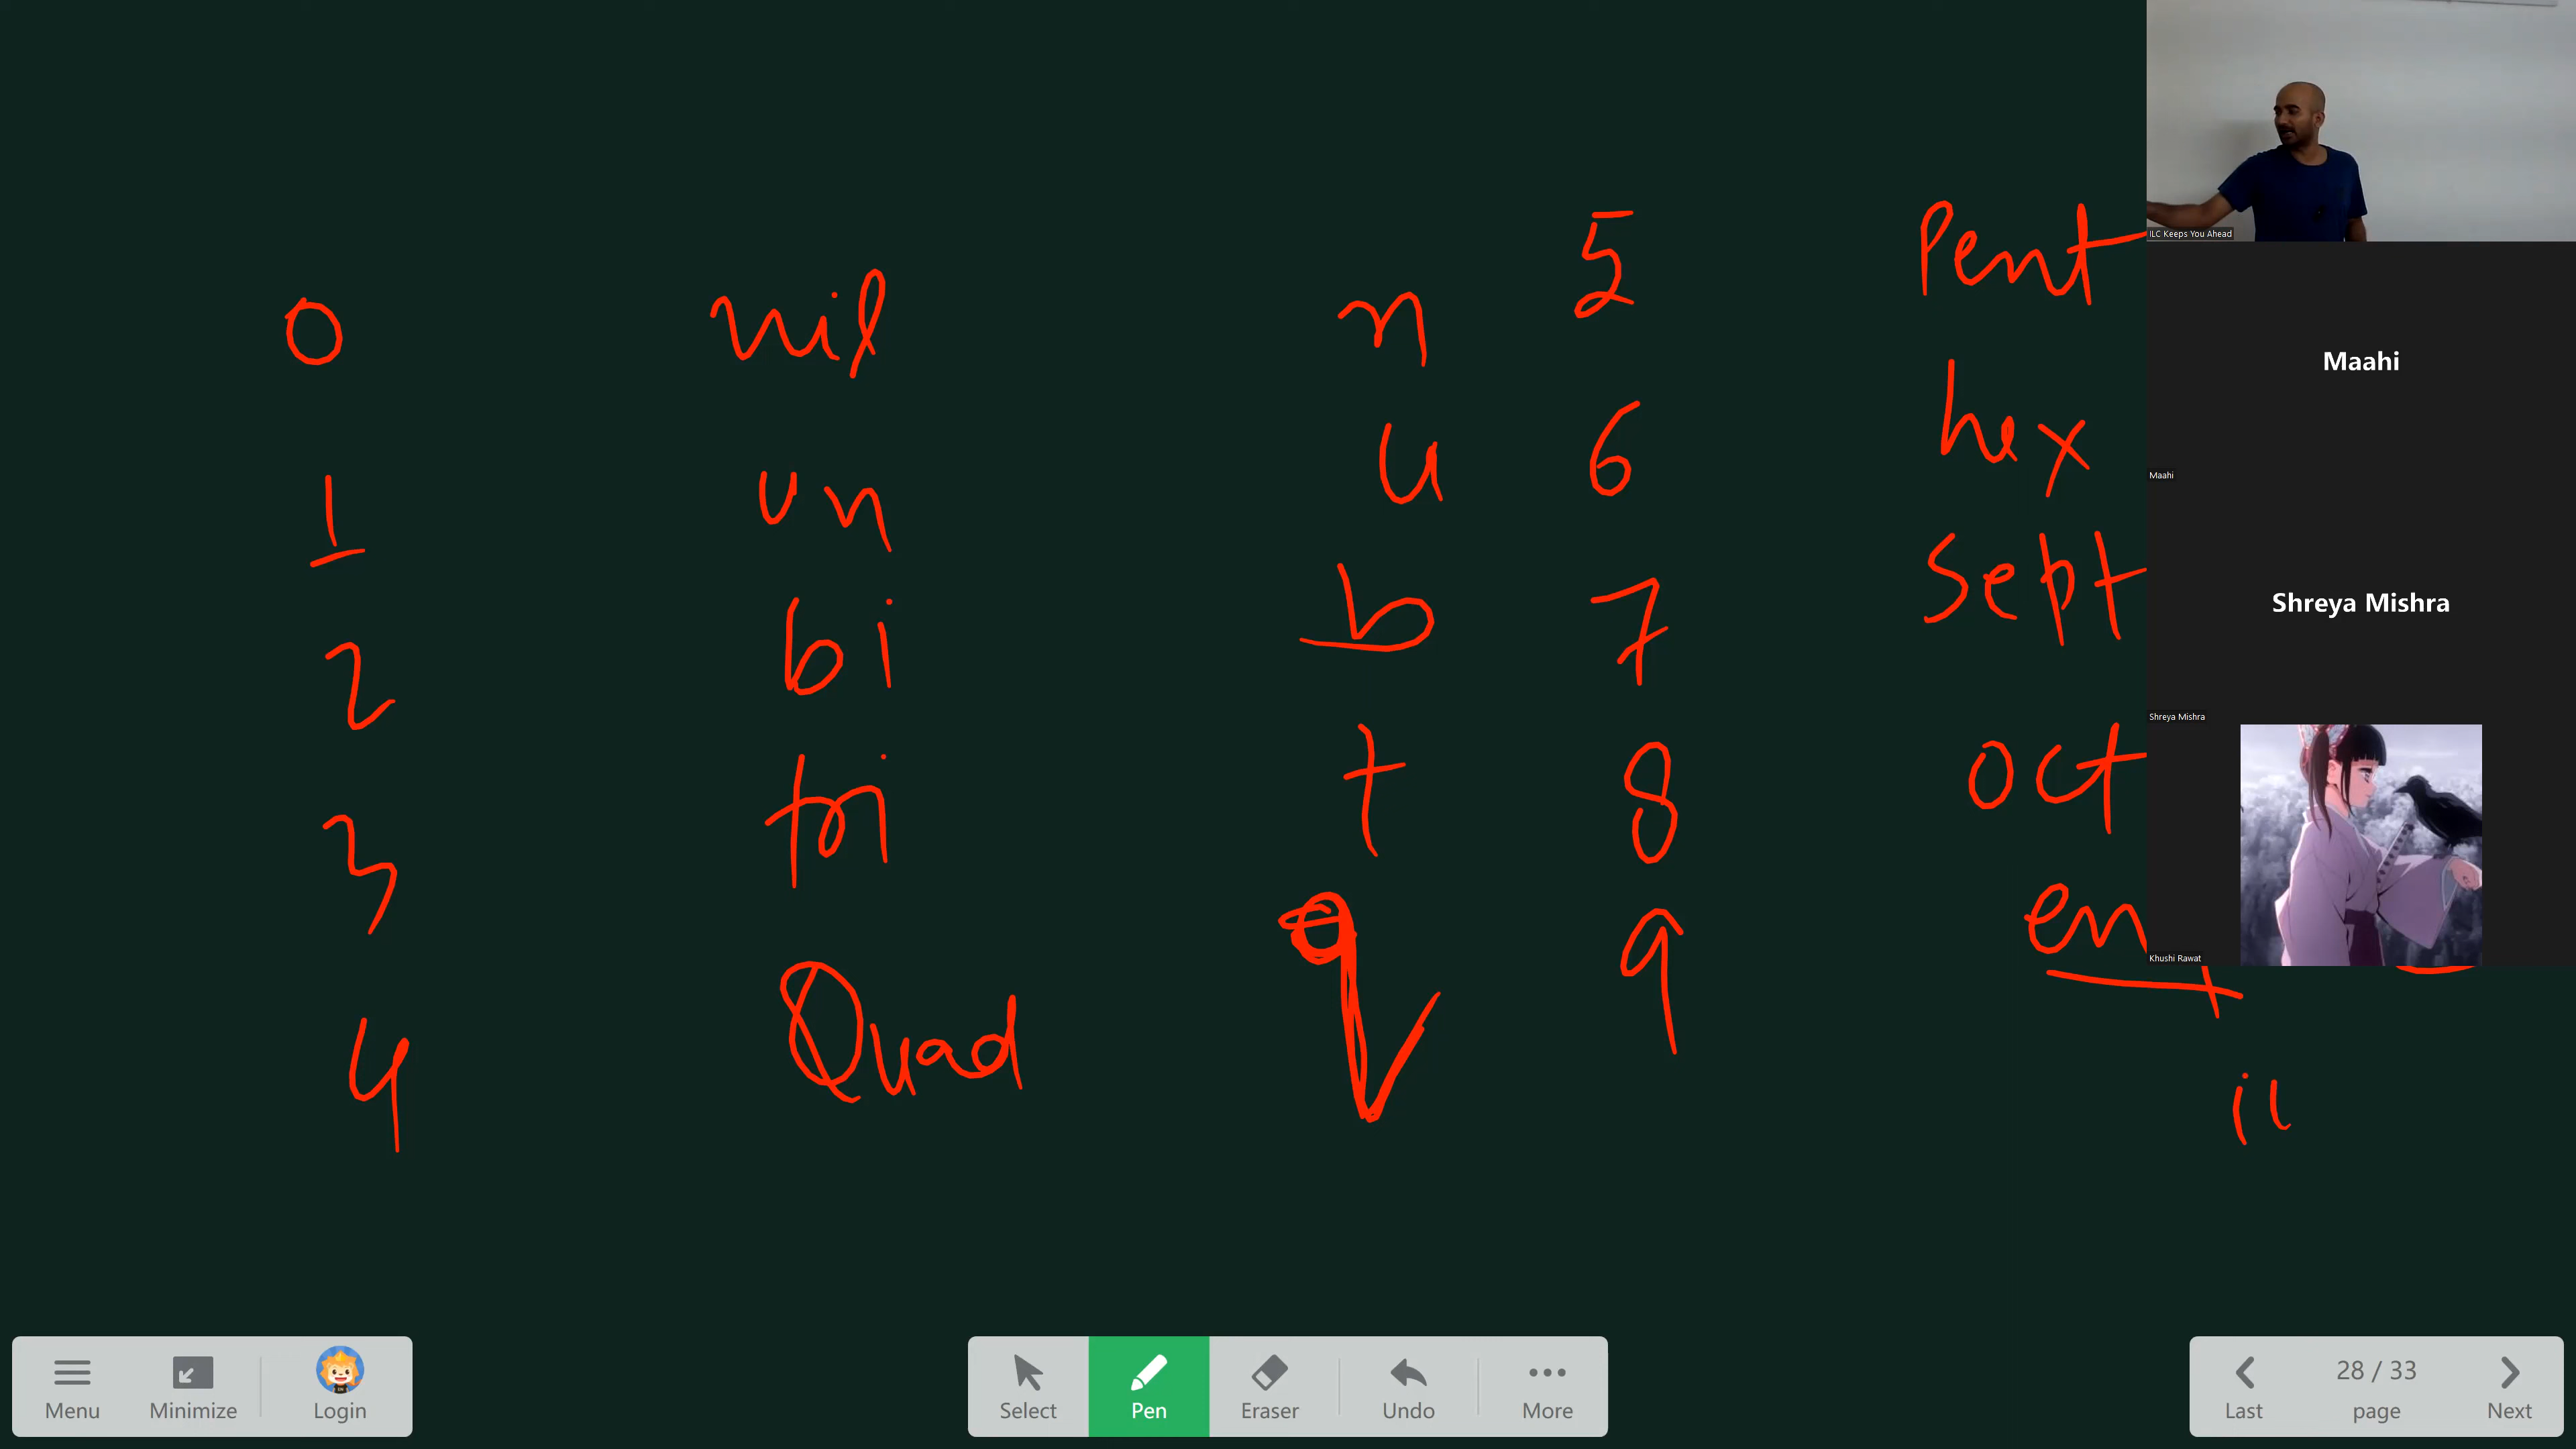 0 nil n 5 Pent
1 un u 6 hex
2 bi b 7 Sept
3 tri t 8 oct
4 Quad q 9 en
ILC Keeps You Ahead
Maahi
Maahi
Shreya Mishra
Shreya Mishra
Khushi Rawat
Menu
Minimize
Login
Select
Pen
Eraser
Undo
More
Last
28 / 33
page
Next